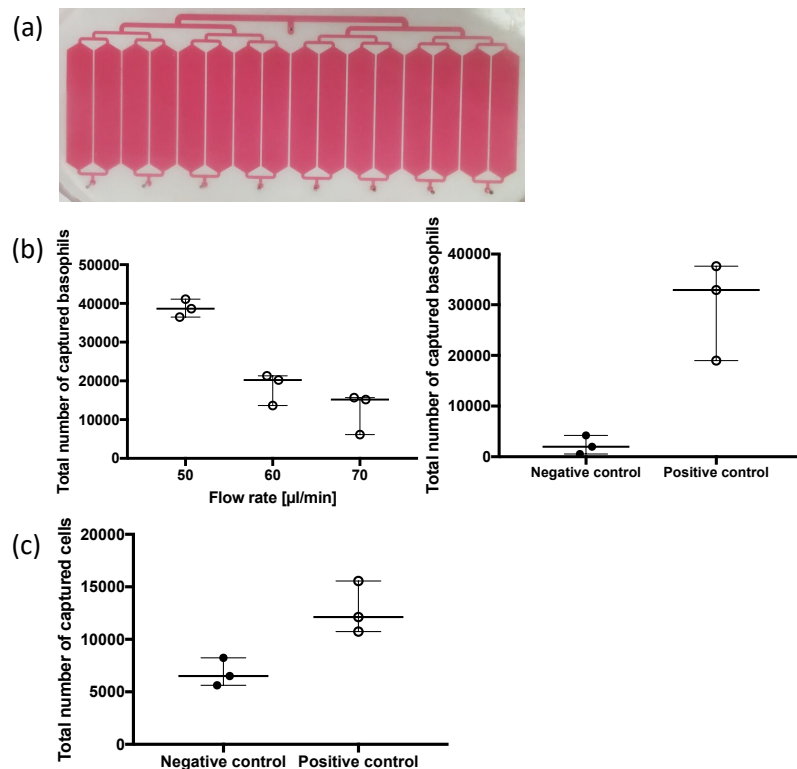 (a)
(b)
Total number of captured basophils
50000
40000
30000
20000
10000
0
50 60 70
Flow rate [µl/min]
Total number of captured basophils
40000
30000
20000
10000
0
Negative control Positive control
(c)
Total number of captured cells
20000
15000
10000
5000
0
Negative control Positive control